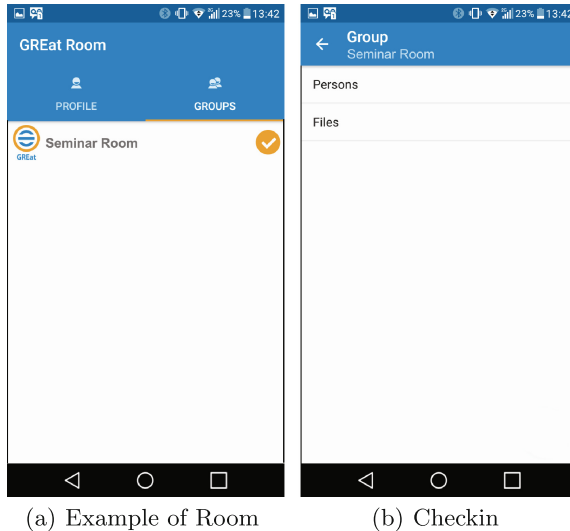 23% 13:42
GREat Room
PROFILE
GROUPS
GREat
Seminar Room
(a) Example of Room
23% 13:42
Group
Seminar Room
Persons
Files
(b) Checkin